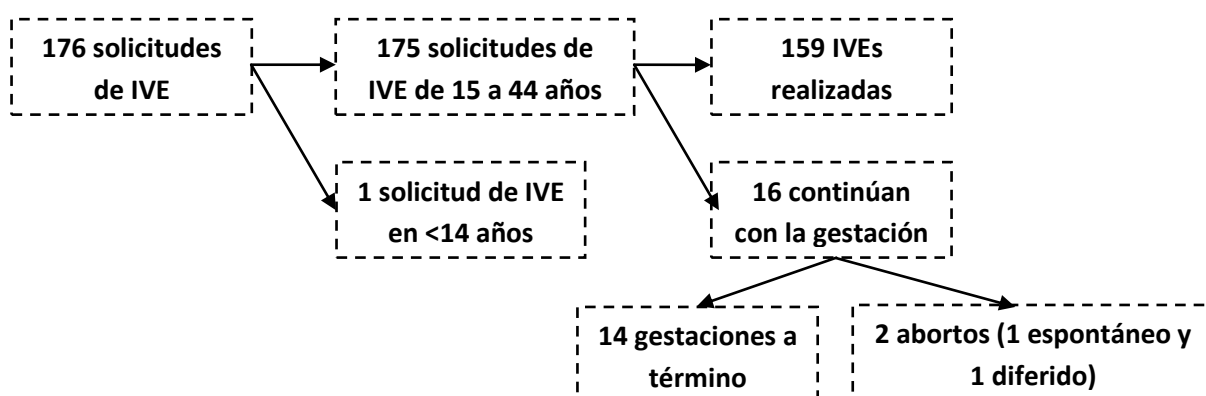 176 solicitudes
de IVE
175 solicitudes de
IVE de 15 a 44 años
159 IVEs
realizadas
1 solicitud de IVE
en <14 años
16 continúan
con la gestación
14 gestaciones a
término
2 abortos (1 espontáneo y
1 diferido)